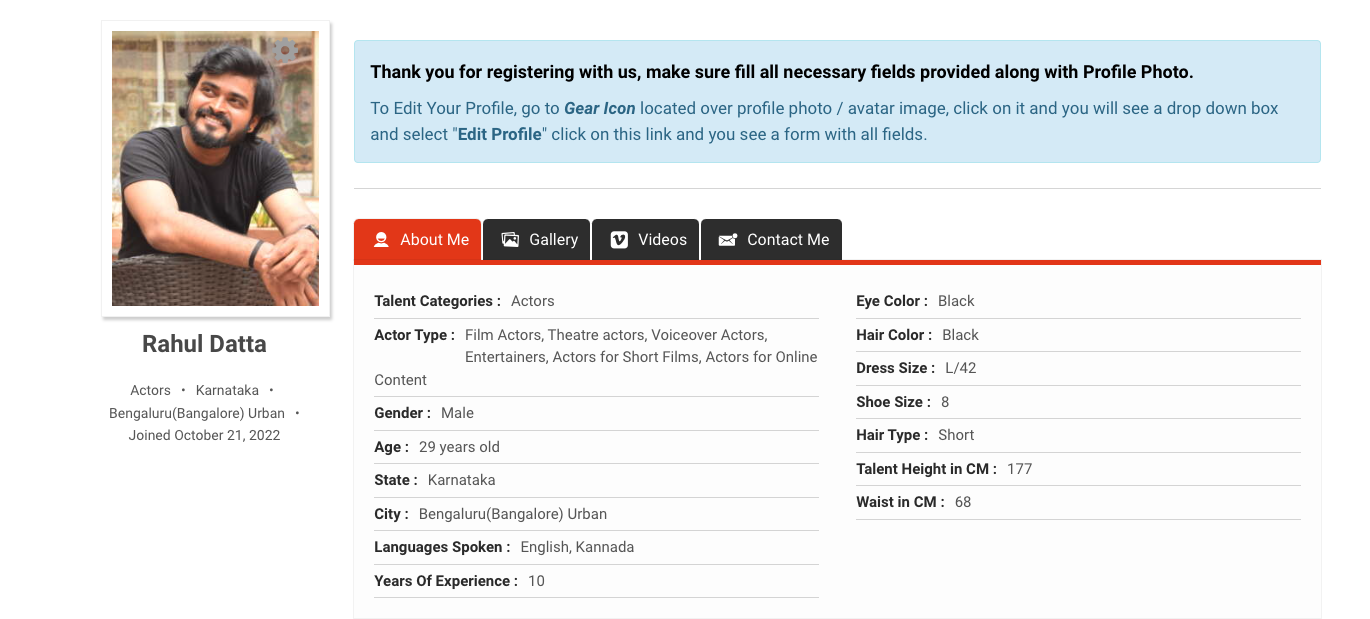 Thank you for registering with us, make sure fill all necessary fields provided along with Profile Photo.
To Edit Your Profile, go to Gear Icon located over profile photo / avatar image, click on it and you will see a drop down box
and select "Edit Profile" click on this link and you see a form with all fields.
Rahul Datta
Actors • Karnataka •
Bengaluru(Bangalore) Urban •
Joined October 21, 2022
About Me
Gallery
Videos
Contact Me
Talent Categories : Actors
Actor Type : Film Actors, Theatre actors, Voiceover Actors,
Entertainers, Actors for Short Films, Actors for Online
Content
Gender : Male
Age : 29 years old
State : Karnataka
City : Bengaluru(Bangalore) Urban
Languages Spoken : English, Kannada
Years Of Experience : 10
Eye Color : Black
Hair Color : Black
Dress Size : L/42
Shoe Size : 8
Hair Type : Short
Talent Height in CM : 177
Waist in CM : 68